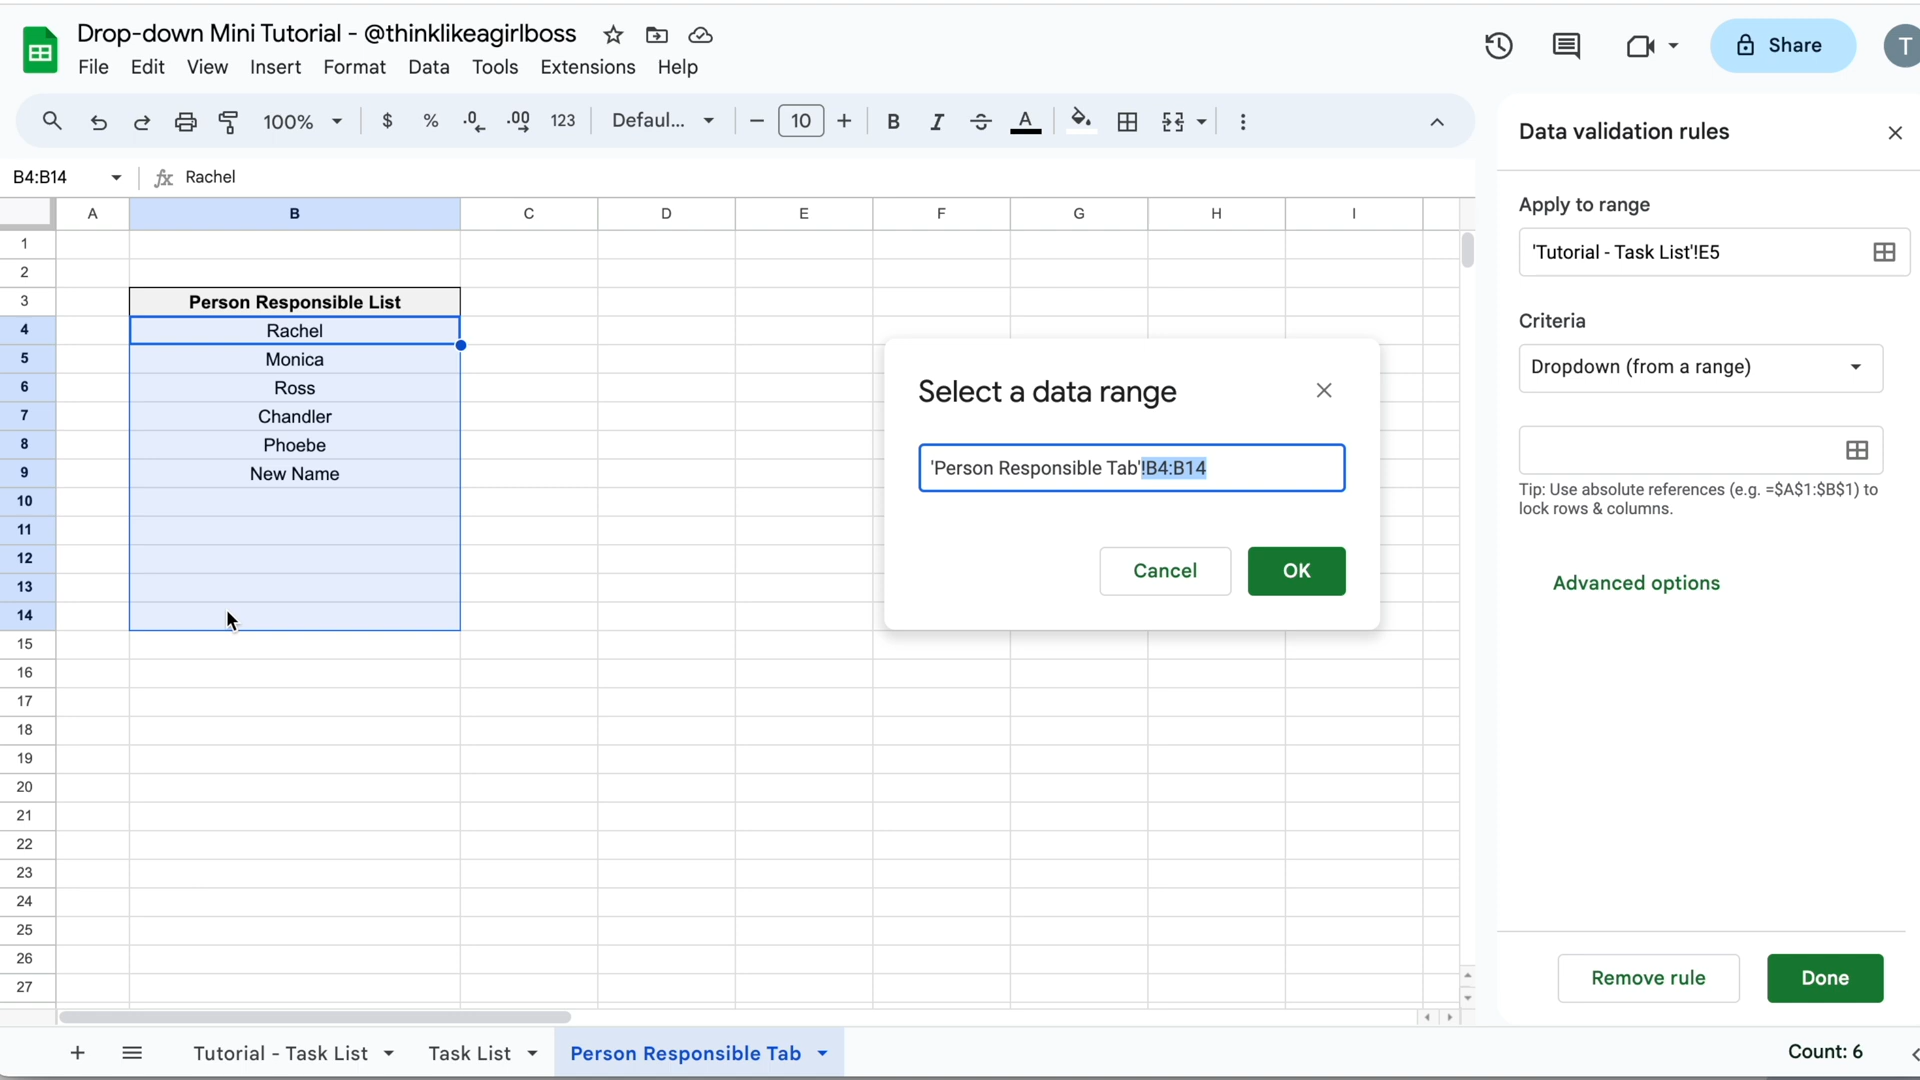 Drop-down Mini Tutorial - @thinklikeagirlboss
File Edit View Insert Format Data Tools Extensions Help
Share
T
100% $ % .0 .00 123 Defaul... 10 B I S A
B4:B14 fx Rachel
A B C D E F G H I
1
2
3 Person Responsible List
4 Rachel
5 Monica
6 Ross
7 Chandler
8 Phoebe
9 New Name
10
11
12
13
14
15
16
17
18
19
20
21
22
23
24
25
26
27
Select a data range
'Person Responsible Tab'!B4:B14
Cancel OK
Data validation rules
Apply to range
'Tutorial - Task List'!E5
Criteria
Dropdown (from a range)
Tip: Use absolute references (e.g. =$A$1:$B$1) to
lock rows & columns.
Advanced options
Remove rule Done
Tutorial - Task List Task List Person Responsible Tab Count: 6